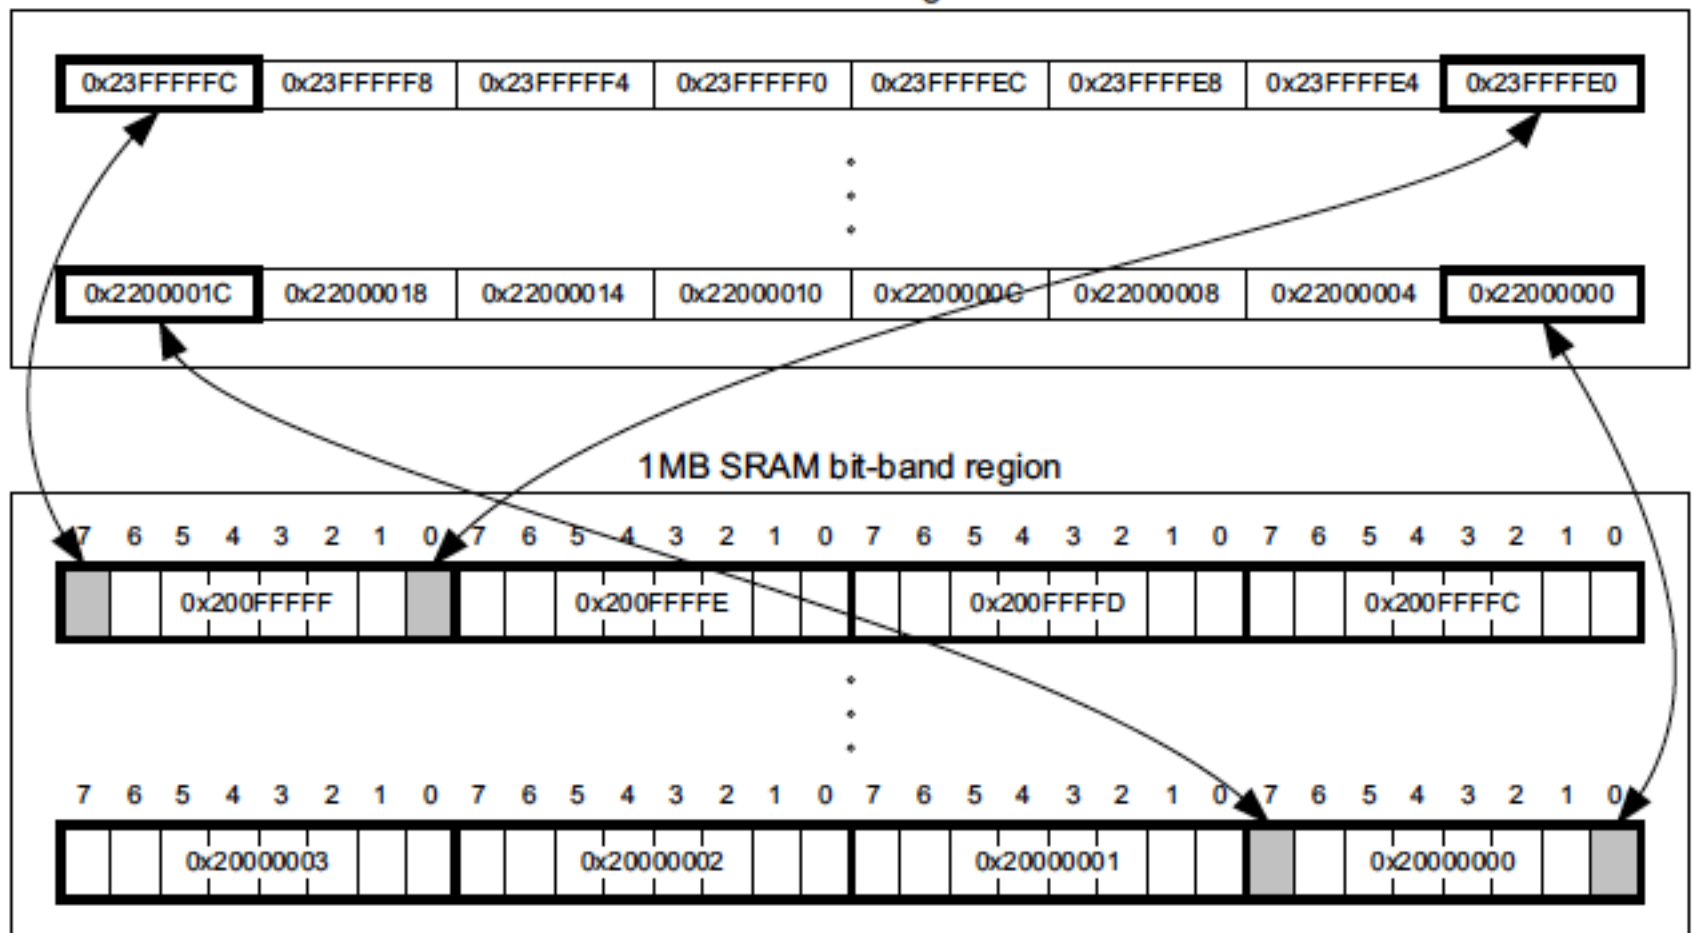 0x23FFFFFC 0x23FFFFF8 0x23FFFFF4 0x23FFFFF0 0x23FFFFEC 0x23FFFFE8 0x23FFFFE4 0x23FFFFE0
0x2200001C 0x22000018 0x22000014 0x22000010 0x2200000C 0x22000008 0x22000004 0x22000000
1MB SRAM bit-band region
7 6 5 4 3 2 1 0 7 6 5 4 3 2 1 0 7 6 5 4 3 2 1 0 7 6 5 4 3 2 1 0
0x200FFFFF 0x200FFFFE 0x200FFFFD 0x200FFFFC
7 6 5 4 3 2 1 0 7 6 5 4 3 2 1 0 7 6 5 4 3 2 1 0 7 6 5 4 3 2 1 0
0x20000003 0x20000002 0x20000001 0x20000000